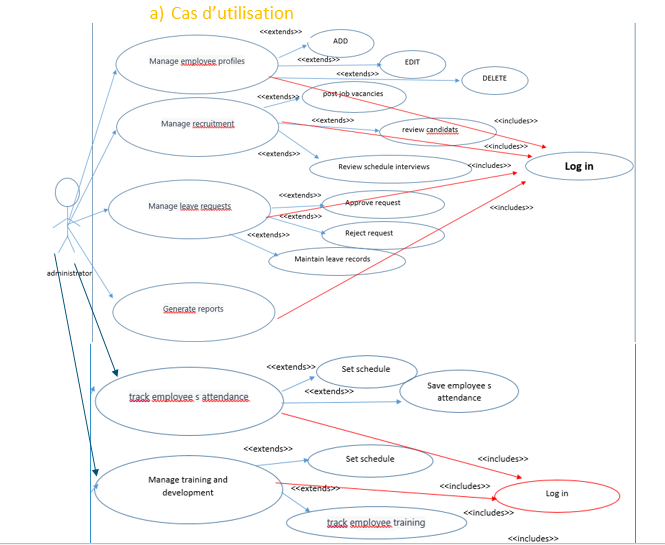 a) Cas d'utilisation
<<extends>>
ADD
Manage employee profiles
<<extends>>
EDIT
<<extends>>
DELETE
<<extends>>
post job vacancies
Manage recruitment
<<extends>>
review candidats
<<includes>>
<<includes>>
<<extends>>
Review schedule interviews
<<includes>>
Log in
Manage leave requests
<<extends>>
Approve request
<<includes>>
<<extends>>
Reject request
<<extends>>
Maintain leave records
administrator
Generate reports
<<extends>>
Set schedule
track employee s attendance
<<extends>>
Save employee s
attendance
<<extends>>
Set schedule
<<includes>>
Manage training and
development
<<extends>>
<<includes>>
Log in
track employee training
<<includes>>
<<includes>>